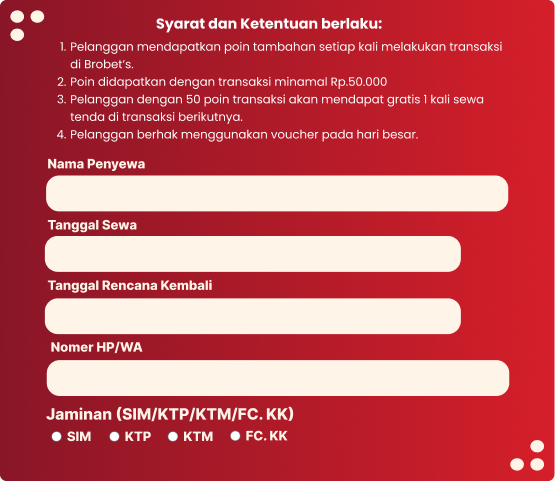 Syarat dan Ketentuan berlaku:
1. Pelanggan mendapatkan poin tambahan setiap kali melakukan transaksi
di Brobet's.
2. Poin didapatkan dengan transaksi minamal Rp.50.000
3. Pelanggan dengan 50 poin transaksi akan mendapat gratis 1 kali sewa
tenda di transaksi berikutnya.
4. Pelanggan berhak menggunakan voucher pada hari besar.
Nama Penyewa
Tanggal Sewa
Tanggal Rencana Kembali
Nomer HP/WA
Jaminan (SIM/KTP/KTM/FC. KK)
SIM KTP KTM FC. KK